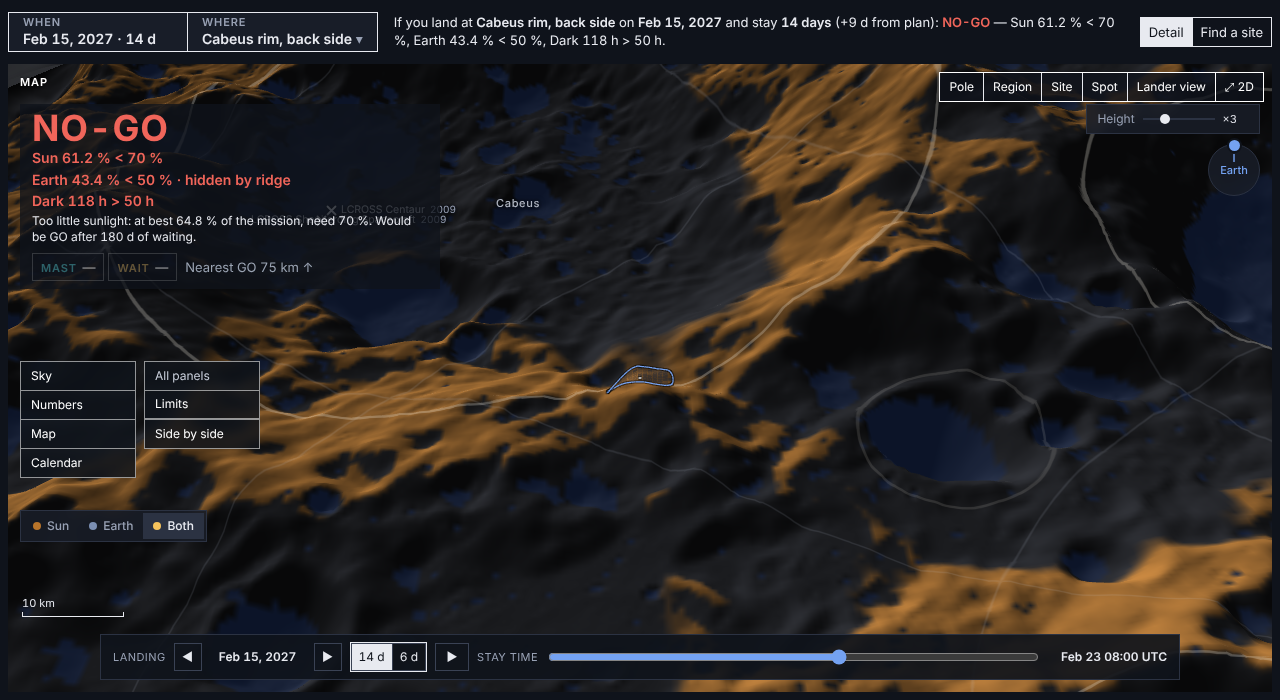 WHEN
Feb 15, 2027 · 14 d
WHERE
Cabeus rim, back side ▾
If you land at Cabeus rim, back side on Feb 15, 2027 and stay 14 days (+9 d from plan): NO-GO — Sun 61.2 % < 70
%, Earth 43.4 % < 50 %, Dark 118 h > 50 h.
Detail
Find a site
MAP
Pole
Region
Site
Spot
Lander view
⤢ 2D
Height
×3
Earth
NO-GO
Sun 61.2 % < 70 %
Earth 43.4 % < 50 % · hidden by ridge
Dark 118 h > 50 h
LCROSS Centaur 2009
2009
Too little sunlight: at best 64.8 % of the mission, need 70 %. Would
be GO after 180 d of waiting.
MAST —
WAIT —
Nearest GO 75 km ↑
Cabeus
Sky
Numbers
Map
Calendar
All panels
Limits
Side by side
Sun
Earth
Both
10 km
LANDING
Feb 15, 2027
14 d
6 d
STAY TIME
Feb 23 08:00 UTC